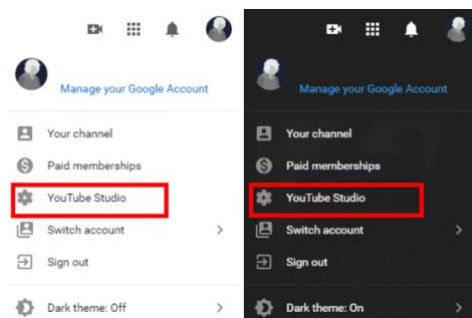 Manage your Google Account
Your channel
Paid memberships
YouTube Studio
Switch account
Sign out
Dark theme: Off
Manage your Google Account
Your channel
Paid memberships
YouTube Studio
Switch account
Sign out
Dark theme: On